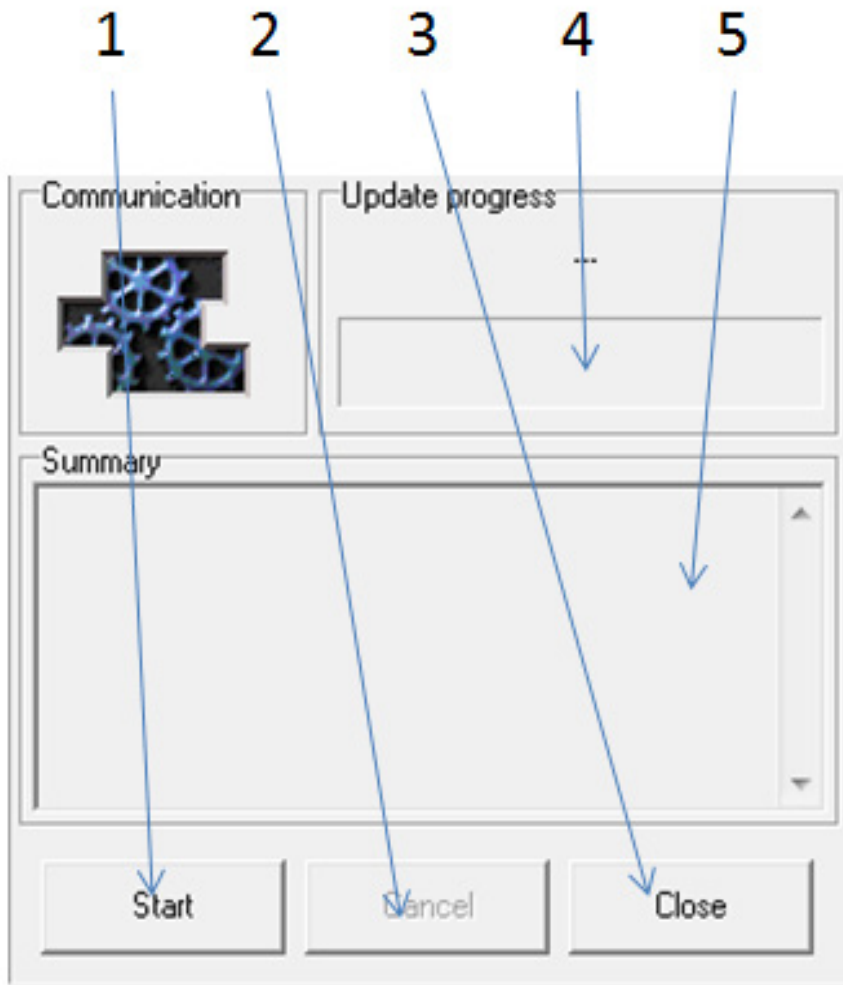 1 2 3 4 5
Communication Update progress
---
Summary
Start Cancel Close